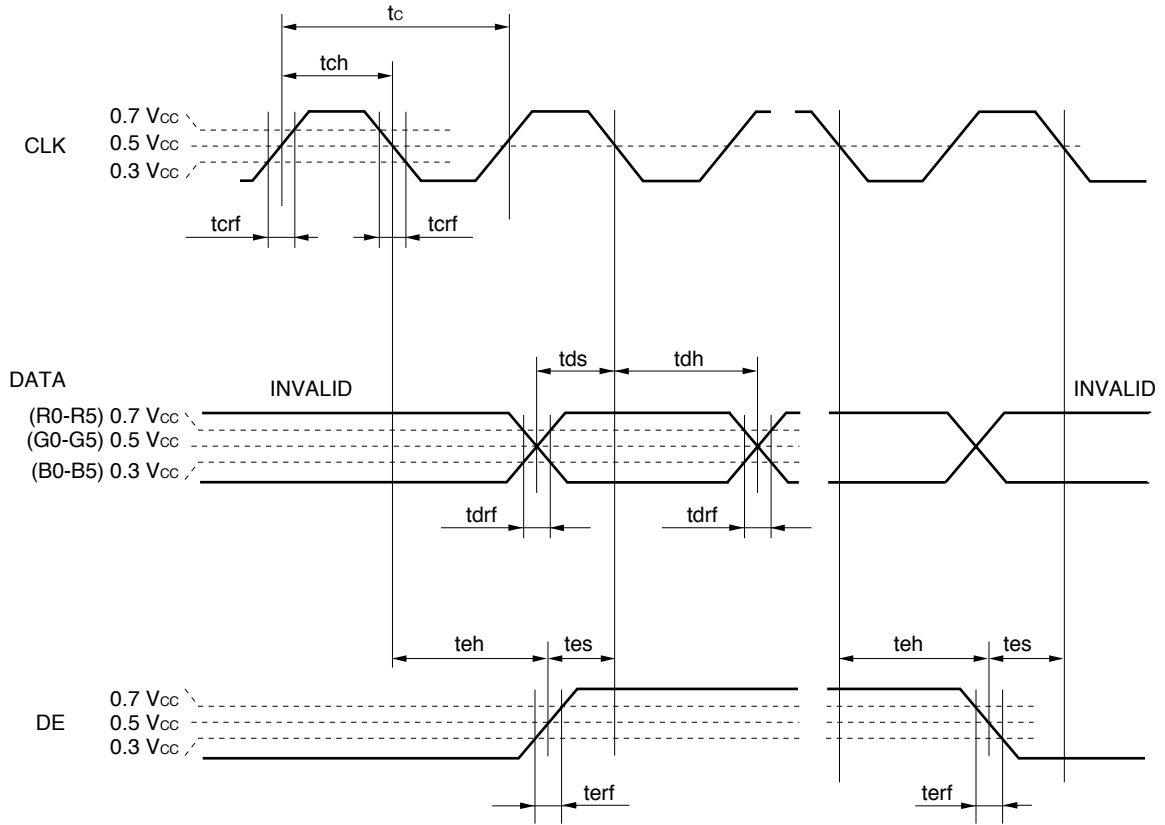 tc
tch
0.7 Vcc
CLK 0.5 Vcc
0.3 Vcc
tcrf tcrf
tds tdh
DATA
INVALID INVALID
(R0-R5) 0.7 Vcc
(G0-G5) 0.5 Vcc
(B0-B5) 0.3 Vcc
tdrf tdrf
teh tes teh tes
0.7 Vcc
DE 0.5 Vcc
0.3 Vcc
terf terf